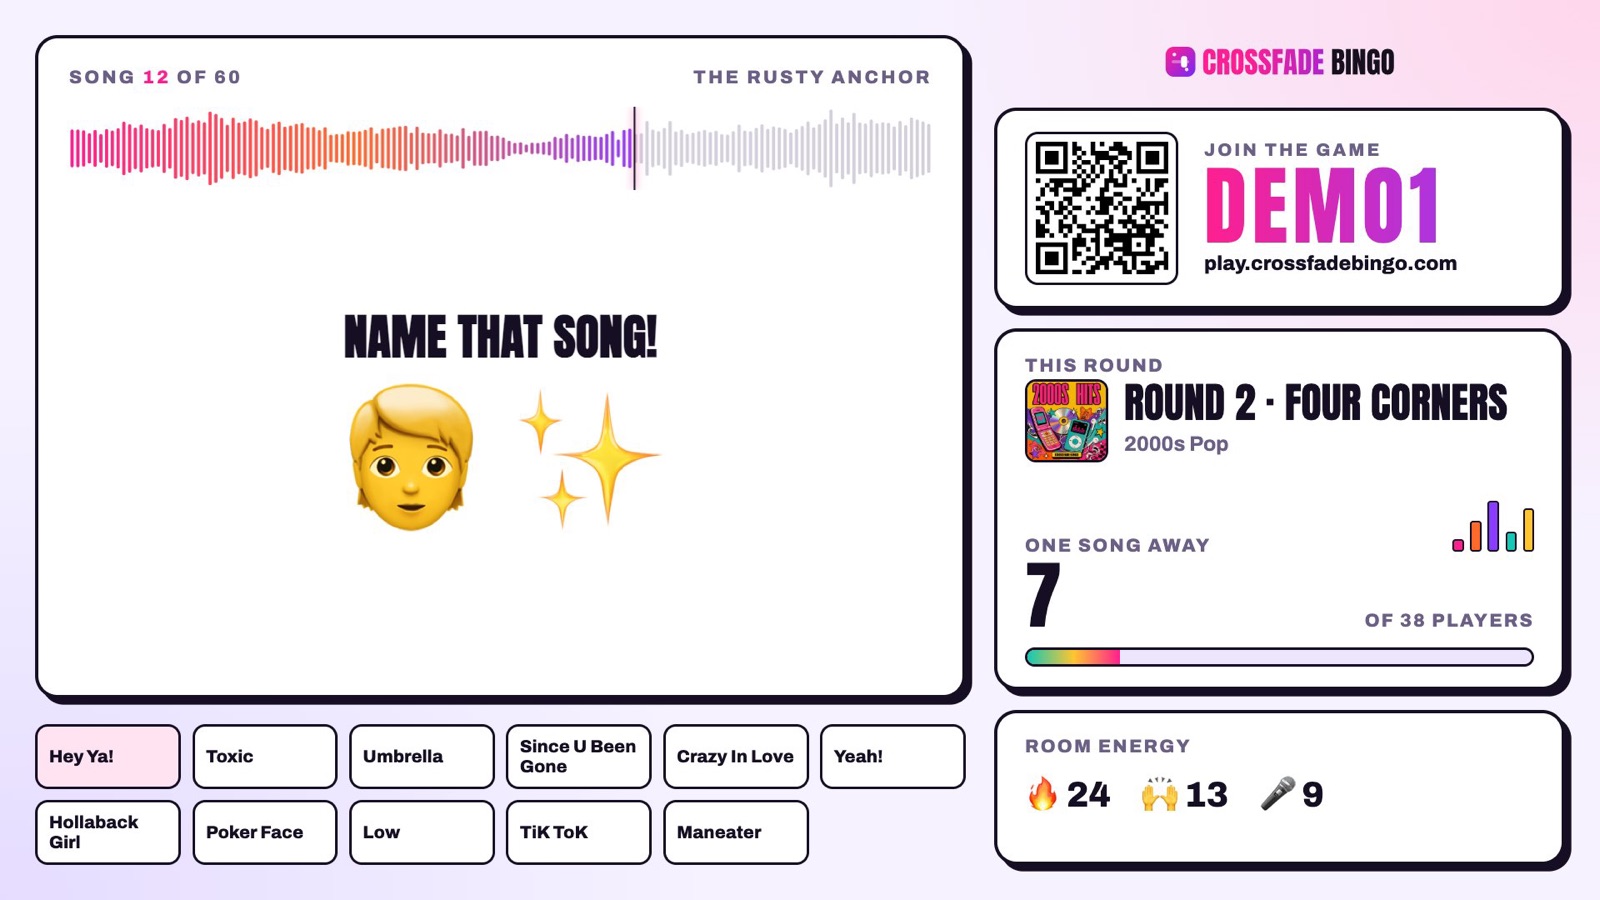 SONG 12 OF 60
THE RUSTY ANCHOR
NAME THAT SONG!
Hey Ya!
Toxic
Umbrella
Since U Been
Gone
Crazy In Love
Yeah!
Hollaback
Girl
Poker Face
Low
TiK ToK
Maneater
CROSSFADE BINGO
JOIN THE GAME
DEMO1
play.crossfadebingo.com
THIS ROUND
2000S HITS
ROUND 2 · FOUR CORNERS
2000s Pop
ONE SONG AWAY
7
OF 38 PLAYERS
ROOM ENERGY
24
13
9